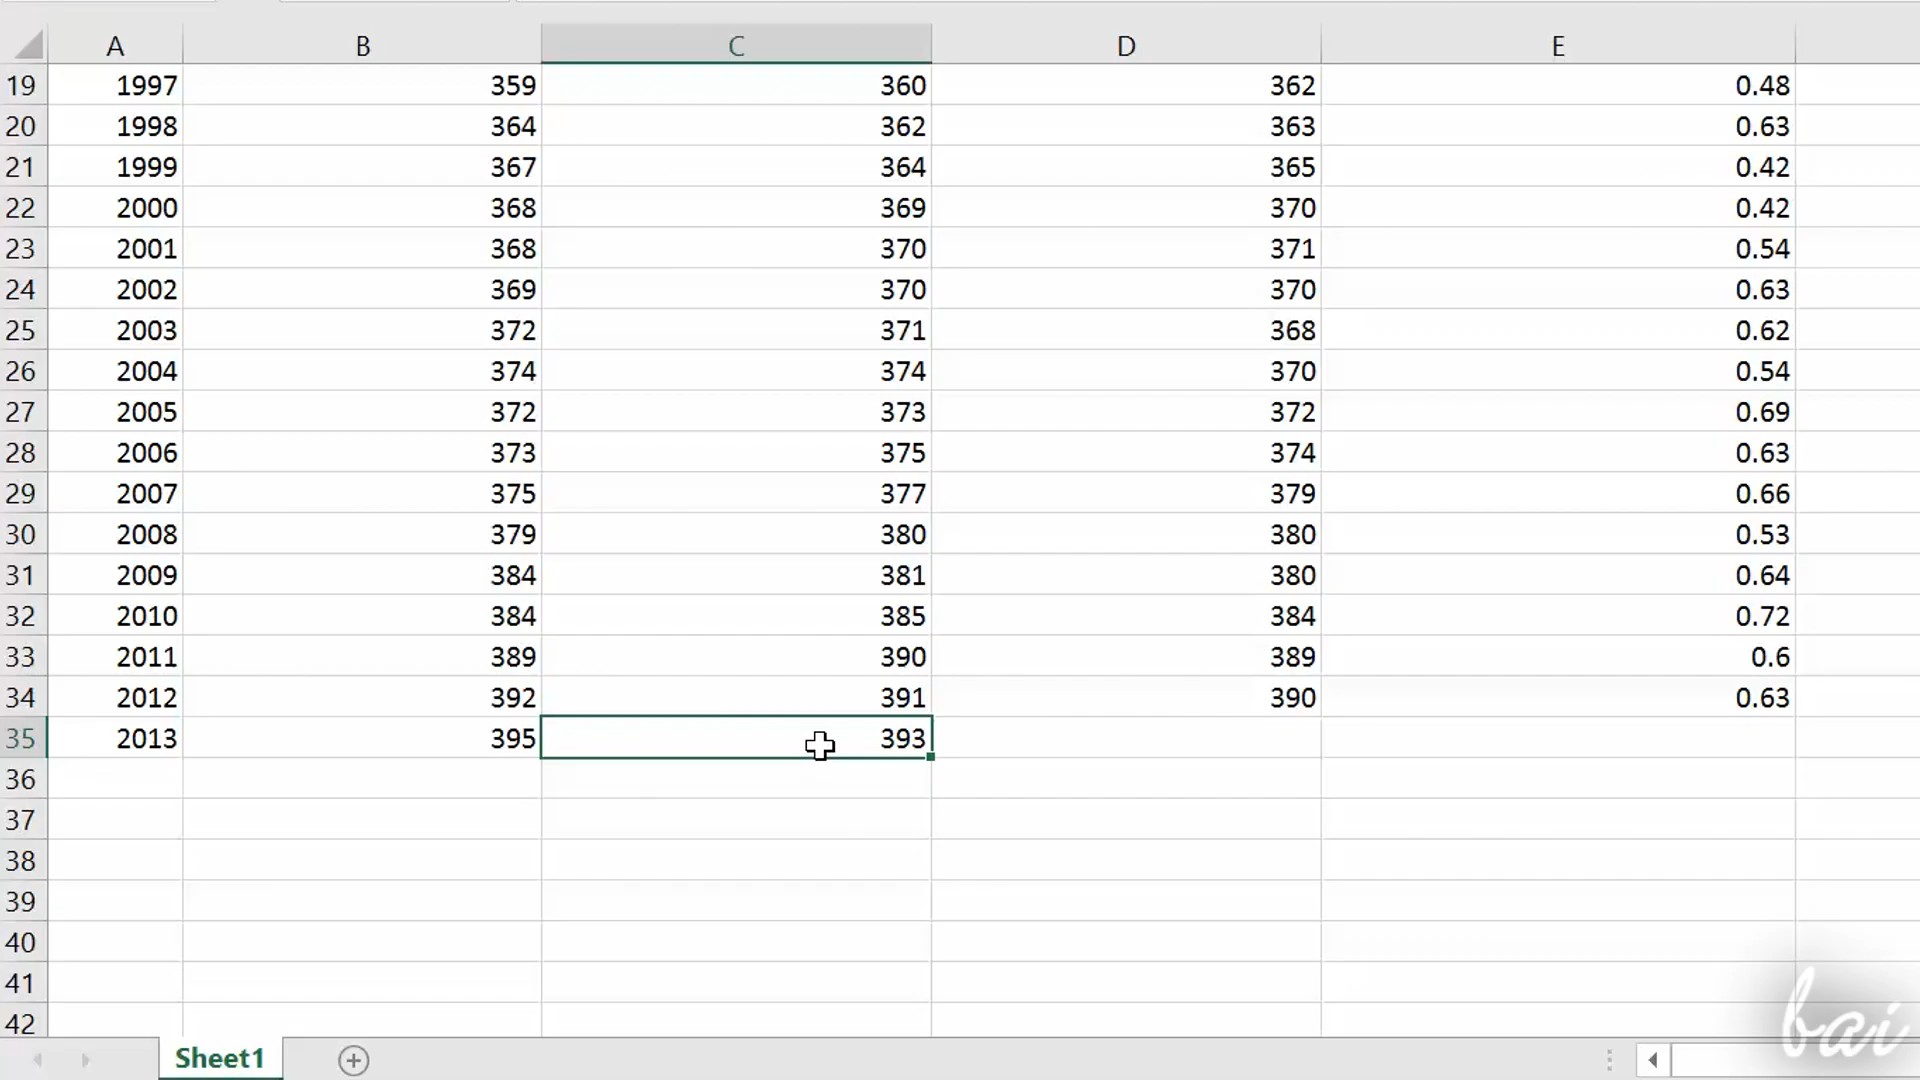 A B C D E
19 1997 359 360 362 0.48
20 1998 364 362 363 0.63
21 1999 367 364 365 0.42
22 2000 368 369 370 0.42
23 2001 368 370 371 0.54
24 2002 369 370 370 0.63
25 2003 372 371 368 0.62
26 2004 374 374 370 0.54
27 2005 372 373 372 0.69
28 2006 373 375 374 0.63
29 2007 375 377 379 0.66
30 2008 379 380 380 0.53
31 2009 384 381 380 0.64
32 2010 384 385 384 0.72
33 2011 389 390 389 0.6
34 2012 392 391 390 0.63
35 2013 395 393
36
37
38
39
40
41
42
Sheet1
bai